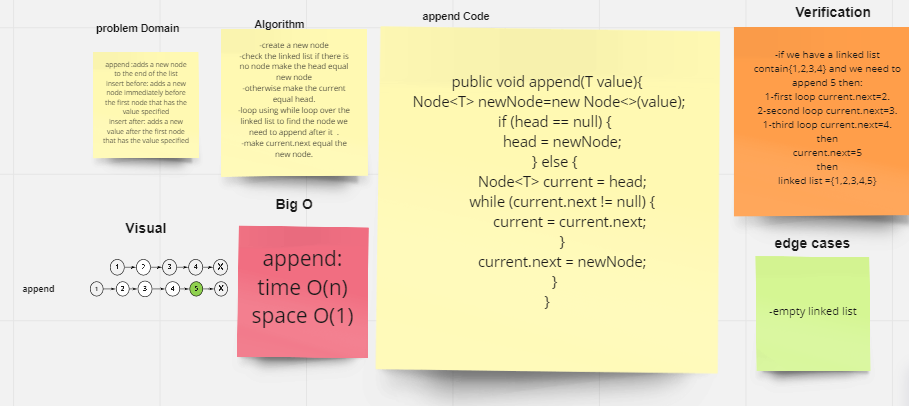 problem Domain
append :adds a new node
to the end of the list
insert before: adds a new
node immediately before
the first node that has the
value specified
insert after: adds a new
value after the first node
that has the value specified
Algorithm
-create a new node
-check the linked list if there is
no node make the head equal
new node
-otherwise make the current
equal head.
-loop using while loop over the
linked list to find the node we
need to append after it .
-make current.next equal the
new node.
append Code
public void append(T value){
Node<T> newNode=new Node<>(value);
if (head == null) {
head = newNode;
} else {
Node<T> current = head;
while (current.next != null) {
current = current.next;
}
current.next = newNode;
}
}
Verification
-if we have a linked list
contain{1,2,3,4} and we need to
append 5 then:
1-first loop current.next=2.
2-second loop current.next=3.
1-third loop current.next=4.
then
current.next=5
then
linked list ={1,2,3,4,5}
Visual
1 2 3 4 X
append 1 2 3 4 5 X
Big O
append:
time O(n)
space O(1)
edge cases
-empty linked list